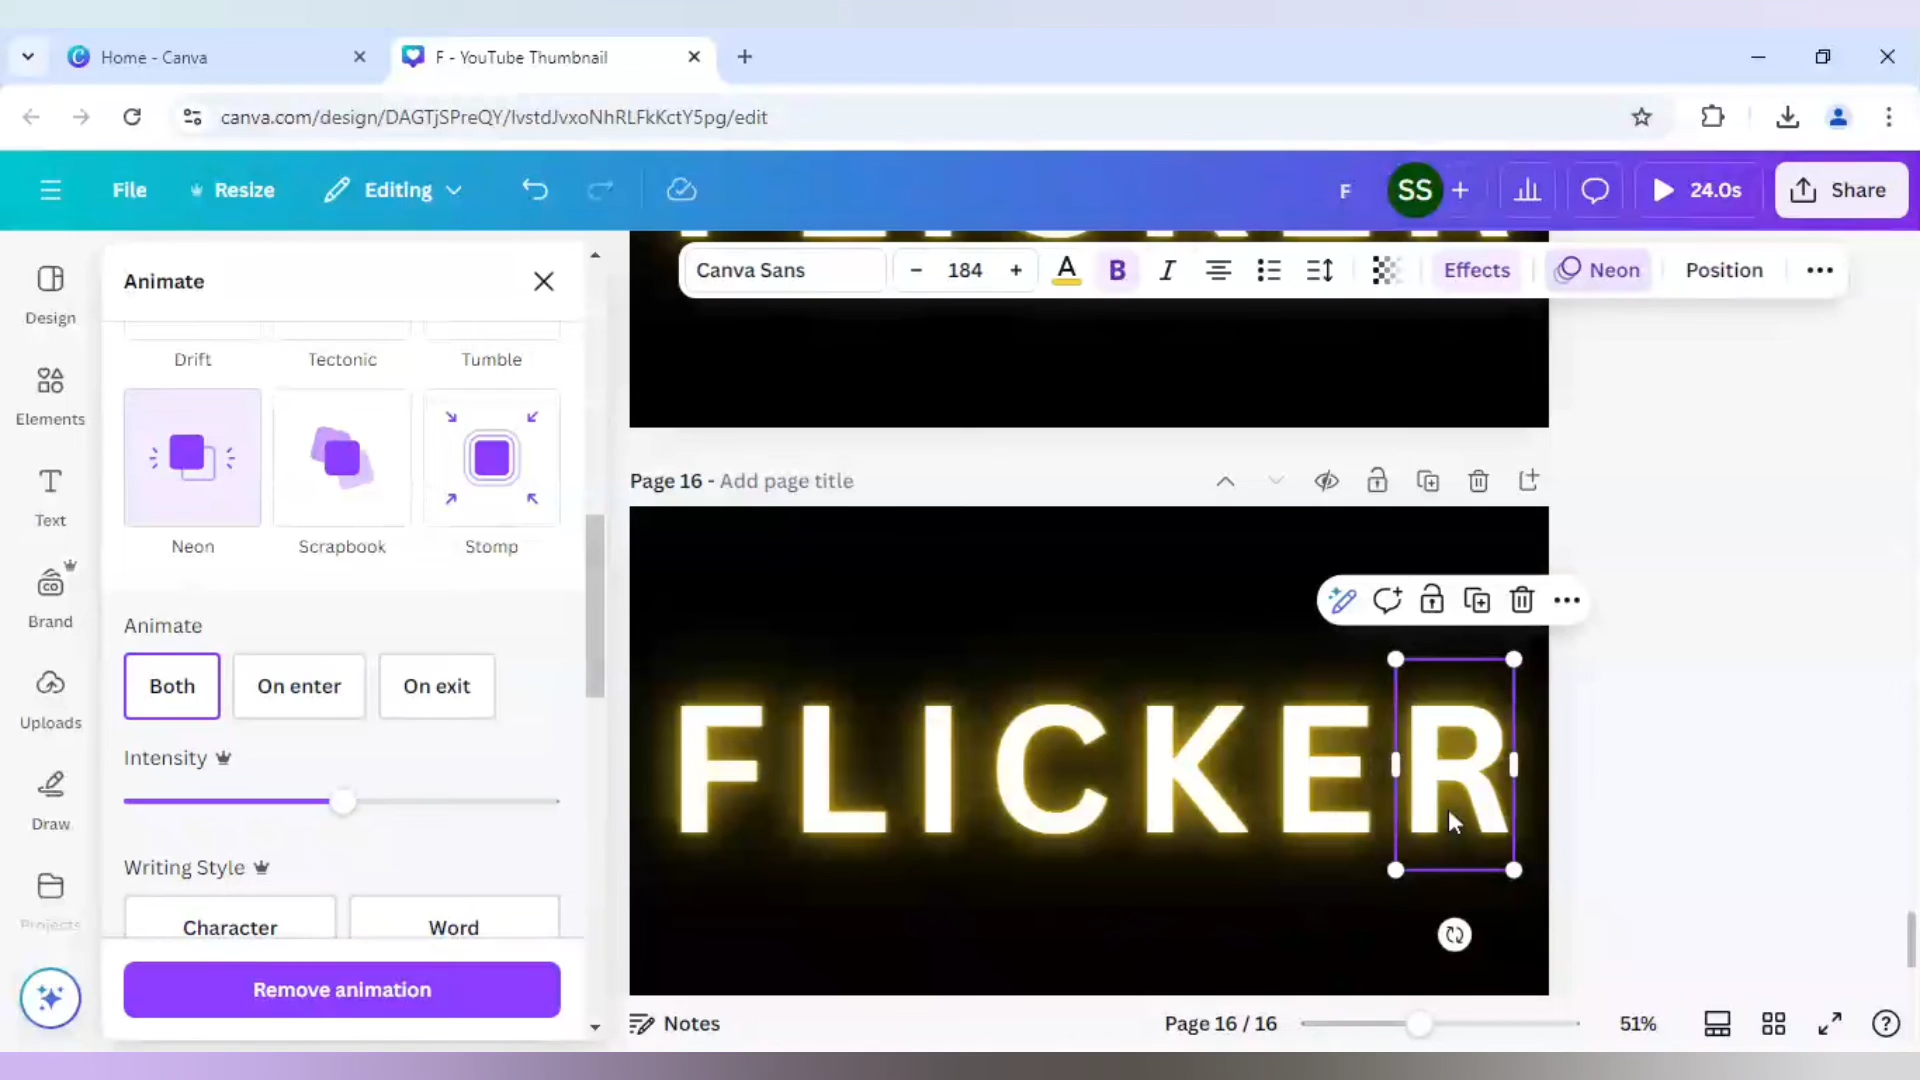 Home - Canva
F - YouTube Thumbnail
canva.com/design/DAGTjSPreQY/lvstdJvxoNhRLFkKctY5pg/edit
File
Resize
Editing
F
SS
24.0s
Share
Canva Sans
184
A
B
I
Effects
Neon
Position
Animate
Design
Elements
Text
Brand
Uploads
Draw
Projects
Drift
Tectonic
Tumble
Neon
Scrapbook
Stomp
Animate
Both
On enter
On exit
Intensity
Writing Style
Character
Word
Remove animation
Page 16 - Add page title
FLICKER
Notes
Page 16 / 16
51%